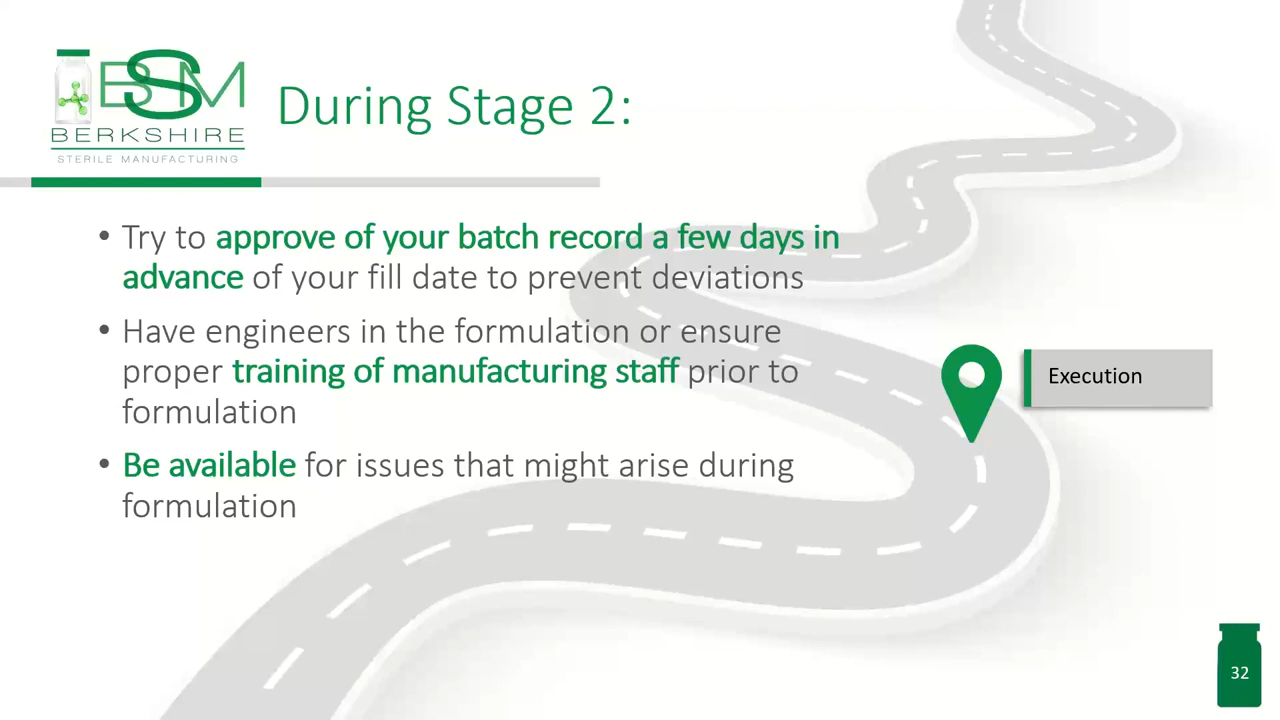 BSM
BERKSHIRE
STERILE MANUFACTURING
During Stage 2:
• Try to approve of your batch record a few days in
advance of your fill date to prevent deviations
• Have engineers in the formulation or ensure
proper training of manufacturing staff prior to
formulation
• Be available for issues that might arise during
formulation
Execution
32